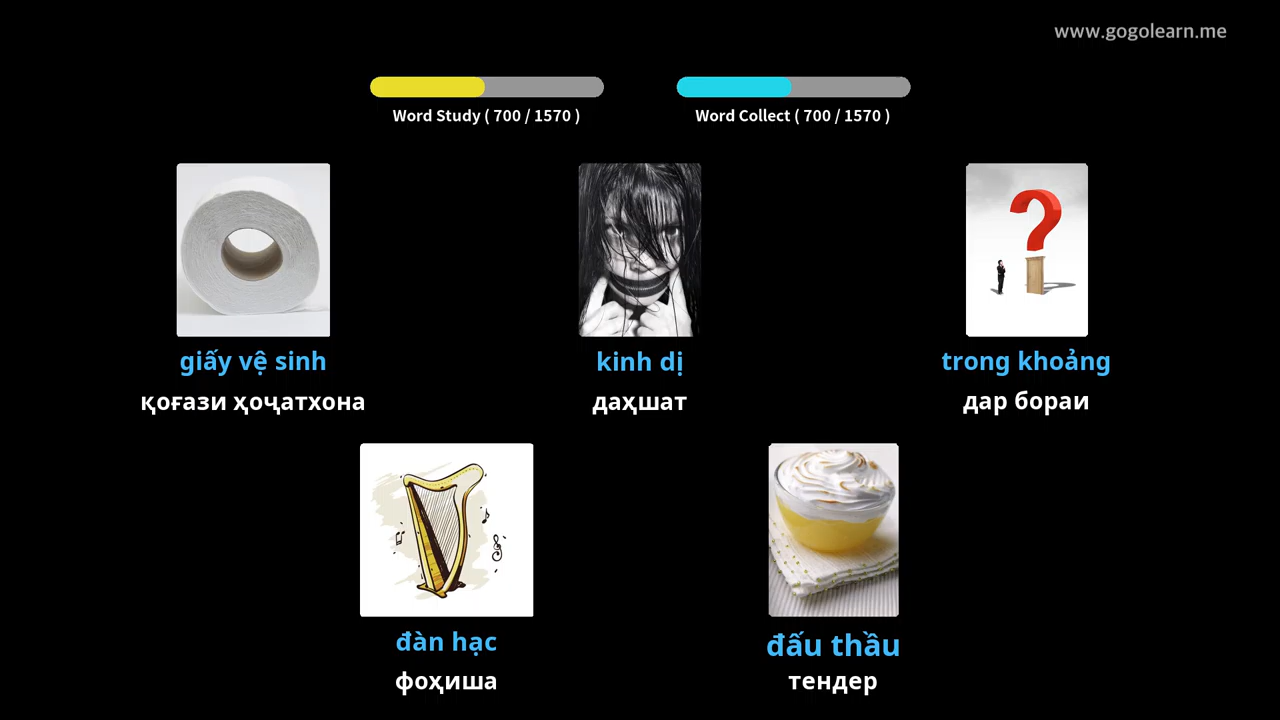 www.gogolearn.me
Word Study ( 700 / 1570 )
Word Collect ( 700 / 1570 )
giấy vệ sinh
қоғази ҳоҷатхона
kinh dị
даҳшат
trong khoảng
дар бораи
đàn hạc
фоҳиша
đấu thầu
тендер